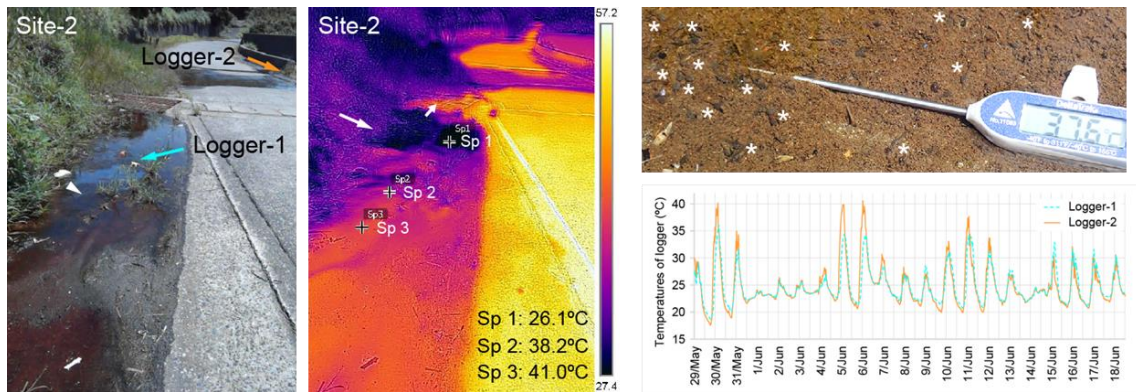 Site-2
Logger-2
Logger-1
Site-2
57.2
Sp1
Sp 1
Sp2
Sp 2
Sp3
Sp 3
Sp 1: 26.1ºC
Sp 2: 38.2ºC
Sp 3: 41.0ºC
27.4
37.6
Temperatures of logger (ºC)
40
35
30
25
20
15
Logger-1
Logger-2
29/May
30/May
31/May
1/Jun
2/Jun
3/Jun
4/Jun
5/Jun
6/Jun
7/Jun
8/Jun
9/Jun
10/Jun
11/Jun
12/Jun
13/Jun
14/Jun
15/Jun
16/Jun
17/Jun
18/Jun